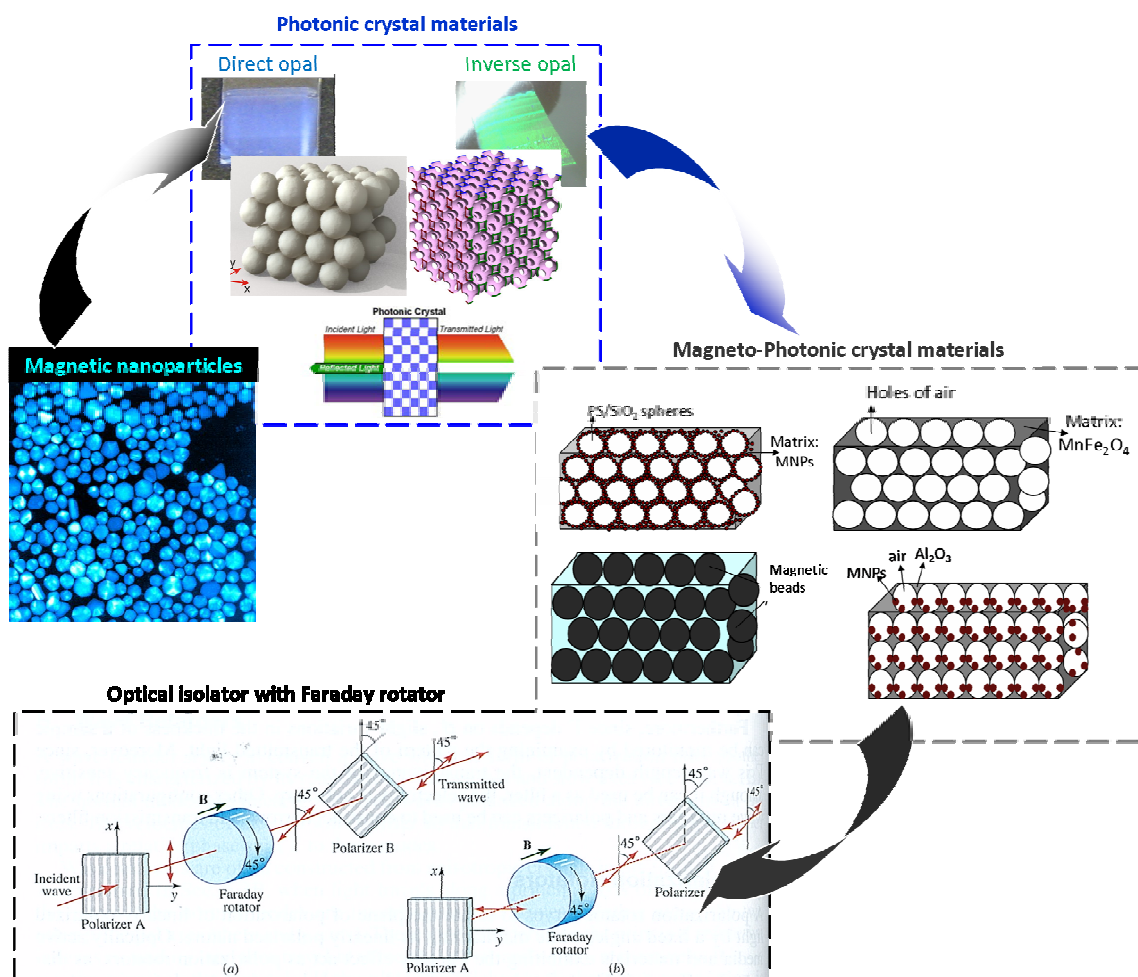 Photonic crystal materials
Direct opal
Inverse opal
y
x
Photonic Crystal
Incident Light
Transmitted Light
Reflected Light
Magnetic nanoparticles
Magneto-Photonic crystal materials
PS/SiO₂ spheres
Matrix:
MNPs
Holes of air
Matrix:
MnFe₂O₄
Magnetic
beads
MNPs
air
Al₂O₃
Optical isolator with Faraday rotator
Incident
wave
x
y
Polarizer A
B
45°
Faraday
rotator
45°
45°
Polarizer B
45°
Transmitted
wave
(a)
x
y
Polarizer A
B
45°
Faraday
rotator
45°
45°
Polarizer
45°
(b)